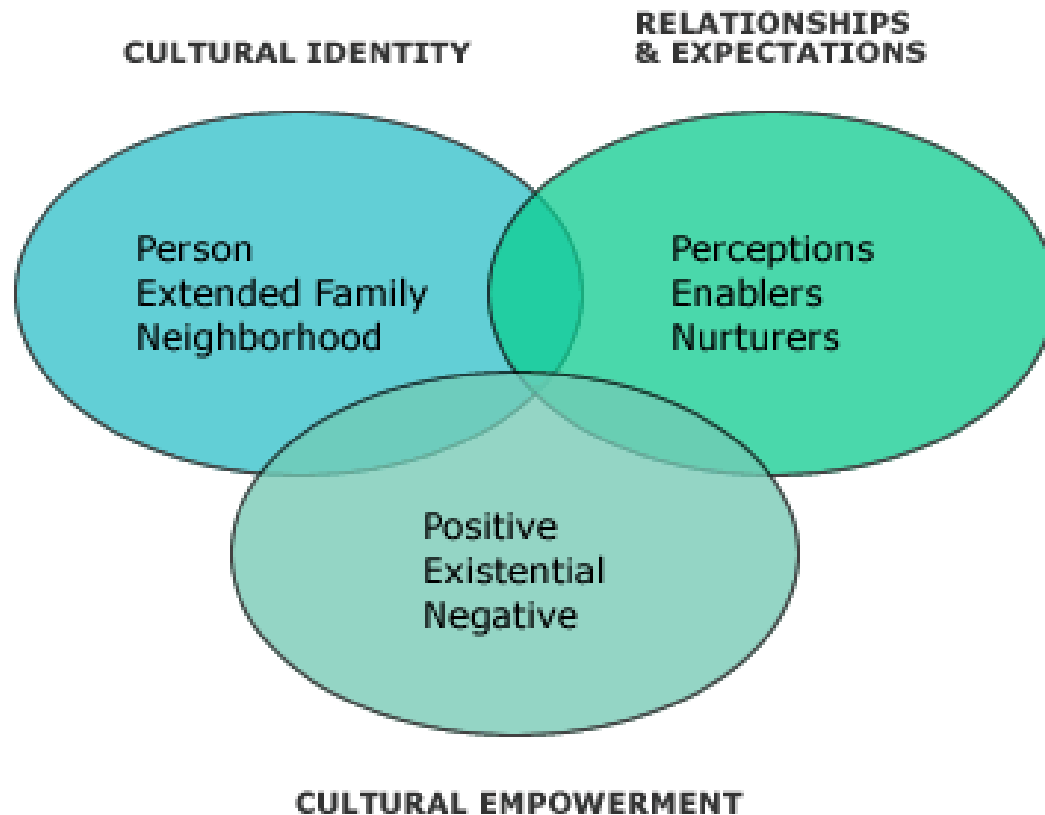 CULTURAL IDENTITY
RELATIONSHIPS
& EXPECTATIONS
Person
Extended Family
Neighborhood
Perceptions
Enablers
Nurturers
Positive
Existential
Negative
CULTURAL EMPOWERMENT